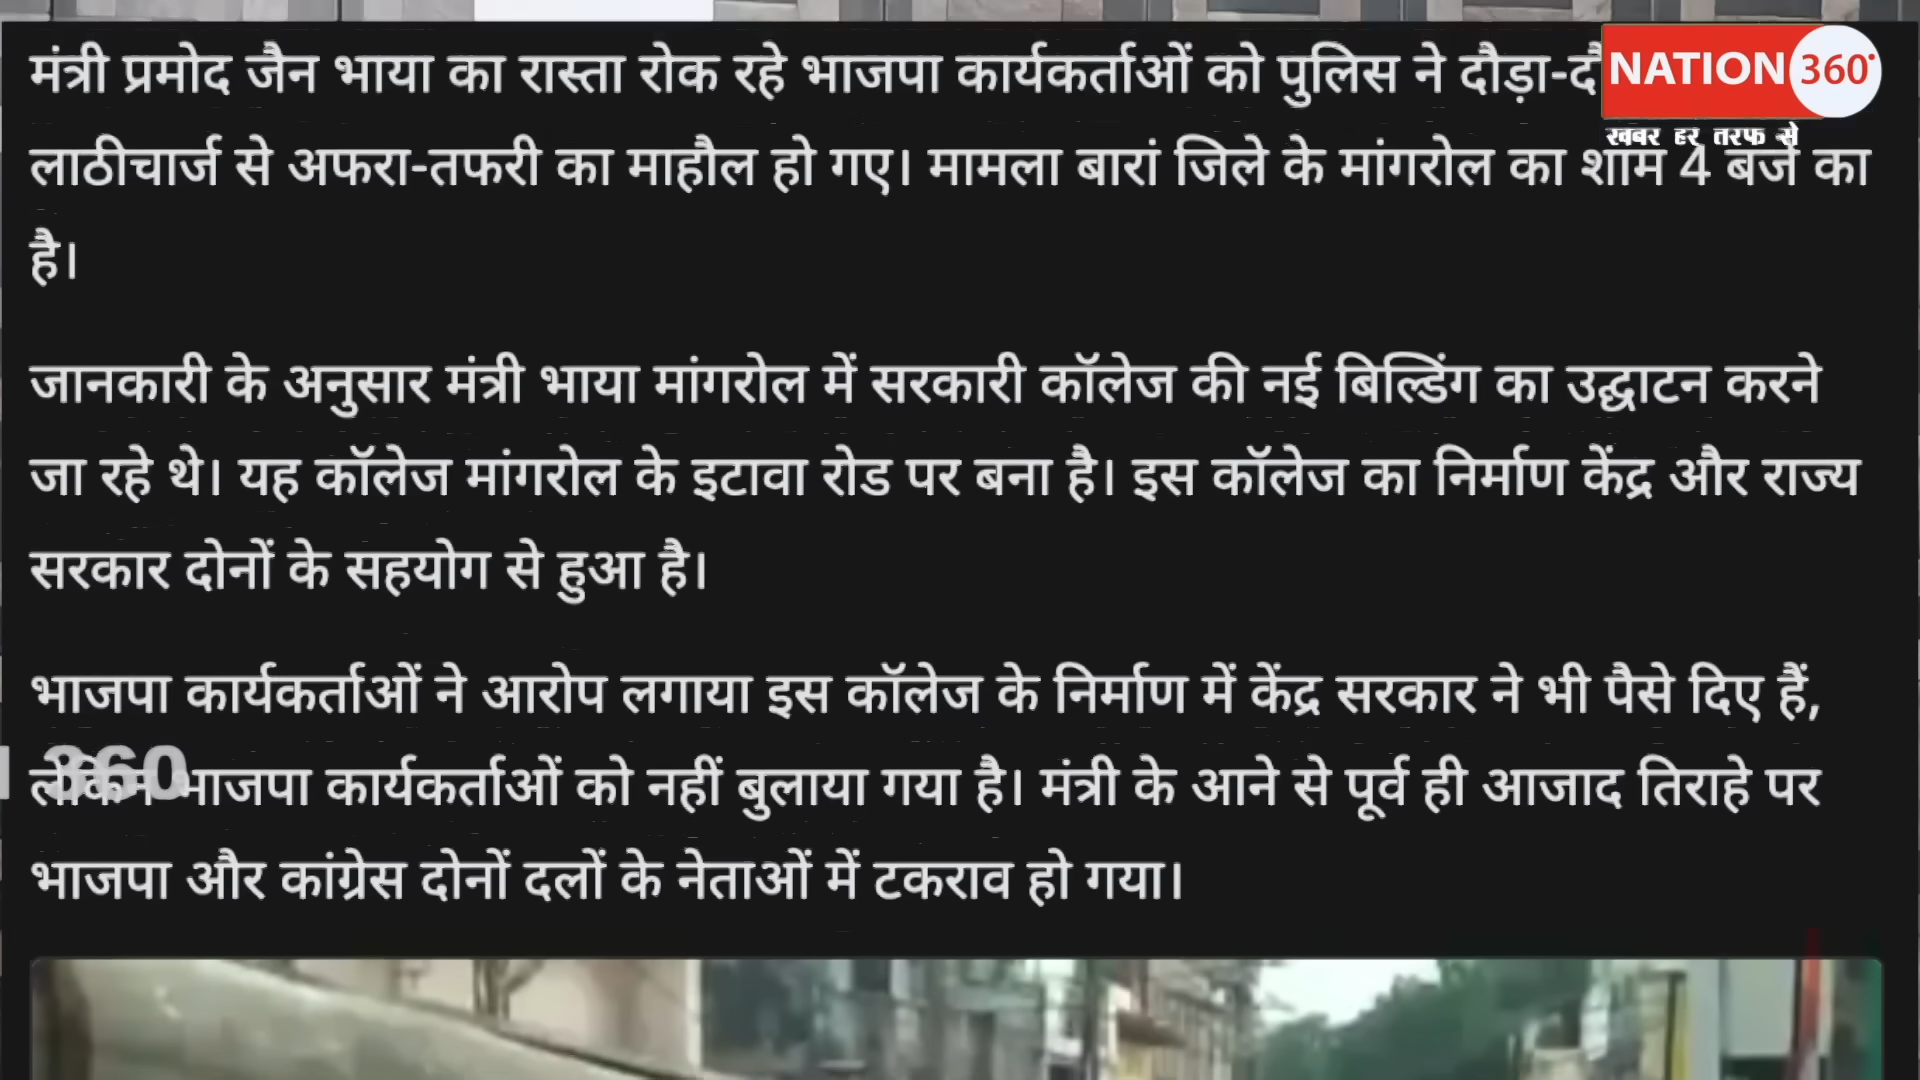 मंत्री प्रमोद जैन भाया का रास्ता रोक रहे भाजपा कार्यकर्ताओं को पुलिस ने
NATION 360°
खबर हर तरफ से
लाठीचार्ज से अफरा-तफरी का माहौल हो गए। मामला बारां जिले के मांगरोल का शाम 4 बजे का
है।
जानकारी के अनुसार मंत्री भाया मांगरोल में सरकारी कॉलेज की नई बिल्डिंग का उद्घाटन करने
जा रहे थे। यह कॉलेज मांगरोल के इटावा रोड पर बना है। इस कॉलेज का निर्माण केंद्र और राज्य
सरकार दोनों के सहयोग से हुआ है।
भाजपा कार्यकर्ताओं ने आरोप लगाया इस कॉलेज के निर्माण में केंद्र सरकार ने भी पैसे दिए हैं,
360
लेकिन भाजपा कार्यकर्ताओं को नहीं बुलाया गया है। मंत्री के आने से पूर्व ही आजाद तिराहे पर
भाजपा और कांग्रेस दोनों दलों के नेताओं में टकराव हो गया।